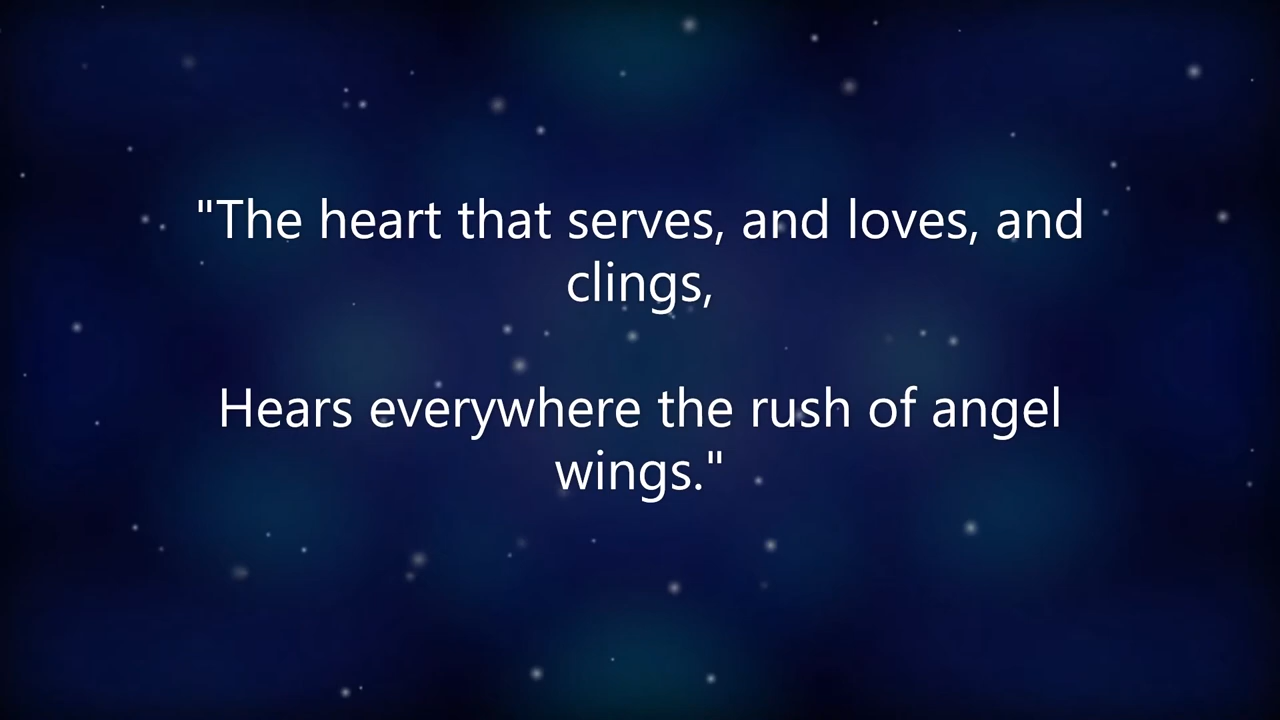 "The heart that serves, and loves, and
clings,
Hears everywhere the rush of angel
wings."